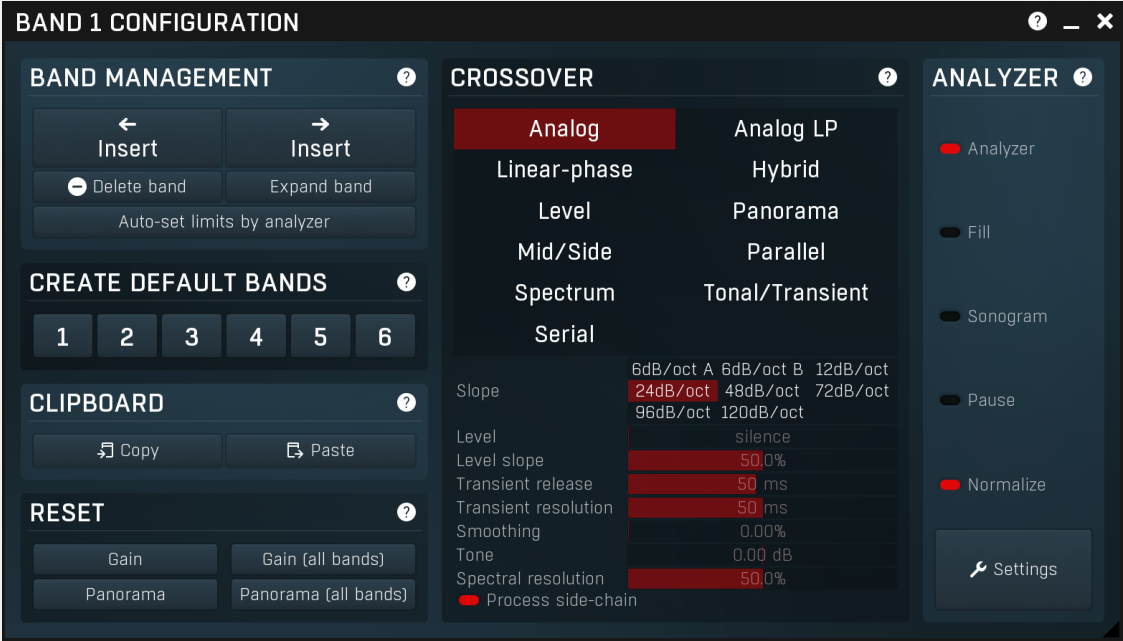 BAND 1 CONFIGURATION
?
BAND MANAGEMENT ?
Insert Insert
Delete band Expand band
Auto-set limits by analyzer
CREATE DEFAULT BANDS ?
1 2 3 4 5 6
CLIPBOARD ?
Copy Paste
RESET ?
Gain Gain (all bands)
Panorama Panorama (all bands)
CROSSOVER ?
Analog Analog LP
Linear-phase Hybrid
Level Panorama
Mid/Side Parallel
Spectrum Tonal/Transient
Serial
6dB/oct A 6dB/oct B 12dB/oct
Slope 24dB/oct 48dB/oct 72dB/oct
96dB/oct 120dB/oct
Level silence
Level slope 50.0%
Transient release 50 ms
Transient resolution 50 ms
Smoothing 0.00%
Tone 0.00 dB
Spectral resolution 50.0%
Process side-chain
ANALYZER ?
Analyzer
Fill
Sonogram
Pause
Normalize
Settings